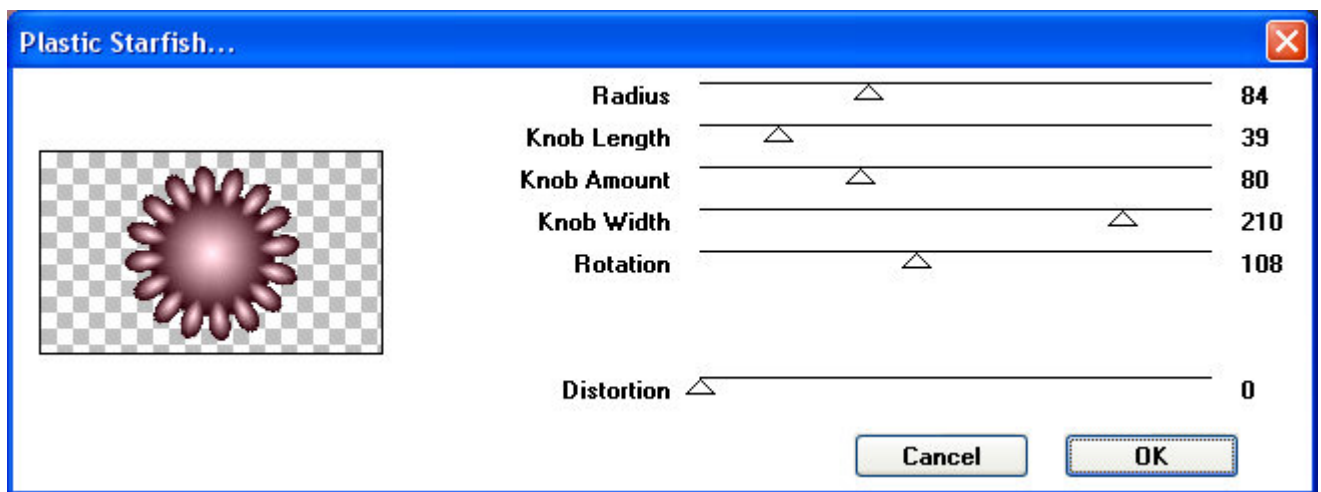 Plastic Starfish...
Radius 84
Knob Length 39
Knob Amount 80
Knob Width 210
Rotation 108
Distortion 0
Cancel OK